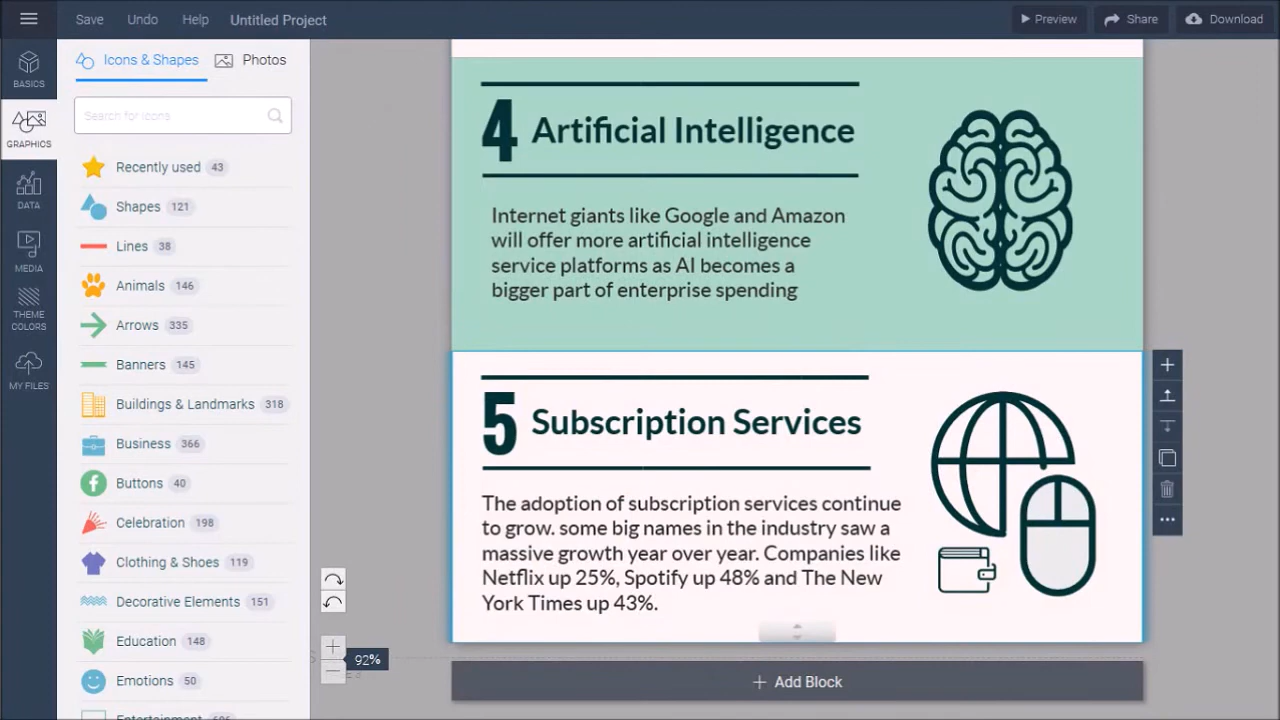 Save Undo Help Untitled Project Preview Share Download
BASICS
GRAPHICS
DATA
MEDIA
THEME
COLORS
MY FILES
Icons & Shapes Photos
Search for icons
Recently used 43
Shapes 121
Lines 38
Animals 146
Arrows 335
Banners 145
Buildings & Landmarks 318
Business 366
Buttons 40
Celebration 198
Clothing & Shoes 119
Decorative Elements 151
Education 148
Emotions 50
4 Artificial Intelligence
Internet giants like Google and Amazon
will offer more artificial intelligence
service platforms as AI becomes a
bigger part of enterprise spending
5 Subscription Services
The adoption of subscription services continue
to grow. some big names in the industry saw a
massive growth year over year. Companies like
Netflix up 25%, Spotify up 48% and The New
York Times up 43%.
92%
+ Add Block